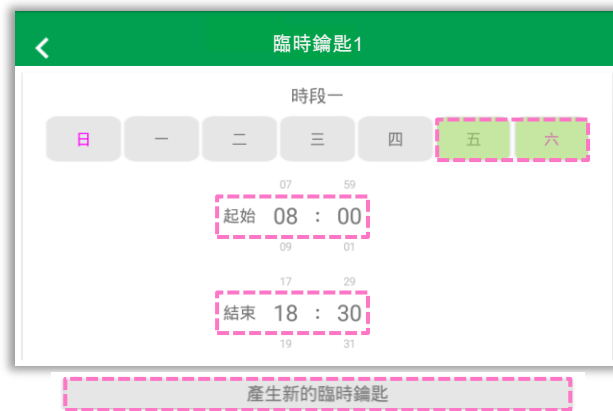 臨時鑰匙1
時段一
日 一 二 三 四 五 六
07 59
起始 08 : 00
09 01
17 29
結束 18 : 30
19 31
產生新的臨時鑰匙